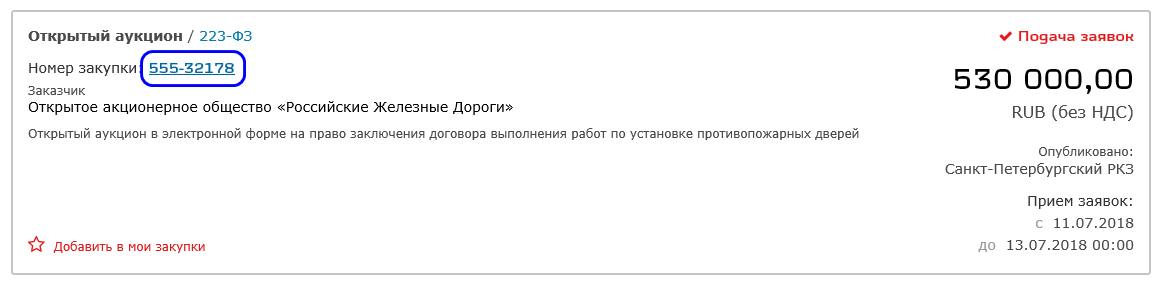 Открытый аукцион / 223-ФЗ
Подача заявок
Номер закупки: 555-32178
530 000,00
Заказчик
Открытое акционерное общество «Российские Железные Дороги»
RUB (без НДС)
Открытый аукцион в электронной форме на право заключения договора выполнения работ по установке противопожарных дверей
Опубликовано:
Санкт-Петербургский РКЗ
Прием заявок:
с 11.07.2018
до 13.07.2018 00:00
Добавить в мои закупки